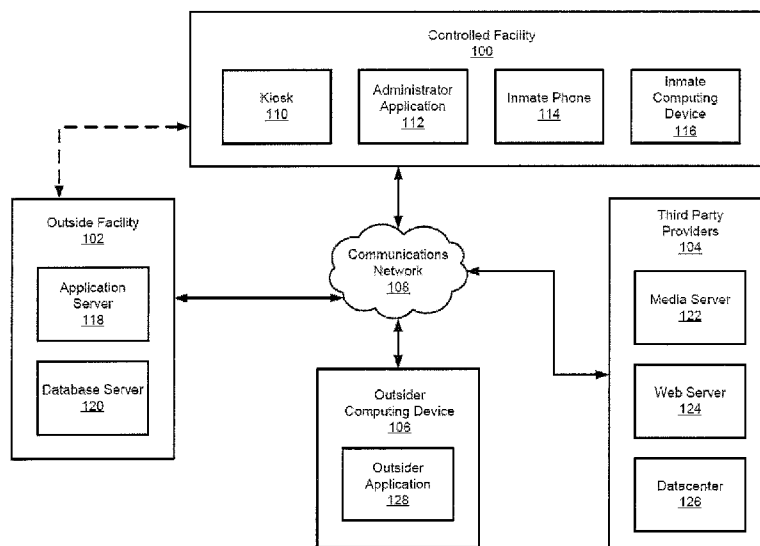 Controlled Facility
100
Kiosk
110
Administrator
Application
112
Inmate Phone
114
Inmate
Computing
Device
116
Outside Facility
102
Application
Server
118
Database Server
120
Communications
Network
108
Outsider
Computing Device
106
Outsider
Application
128
Third Party
Providers
104
Media Server
122
Web Server
124
Datacenter
126